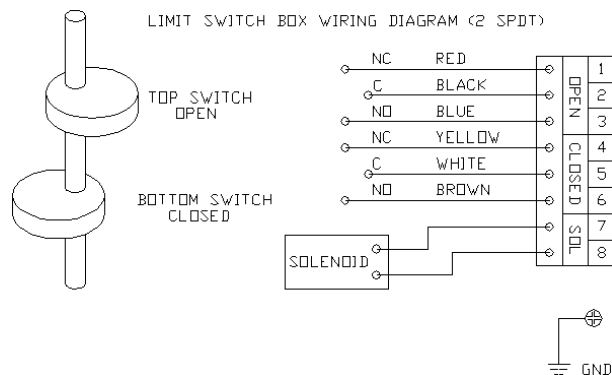 LIMIT SWITCH BOX WIRING DIAGRAM (2 SPDT)
TOP SWITCH
OPEN
BOTTOM SWITCH
CLOSED
NC RED
C BLACK
NO BLUE
NC YELLOW
C WHITE
NO BROWN
SOLENOID
OPEN
CLOSED
SOL
1
2
3
4
5
6
7
8
GND